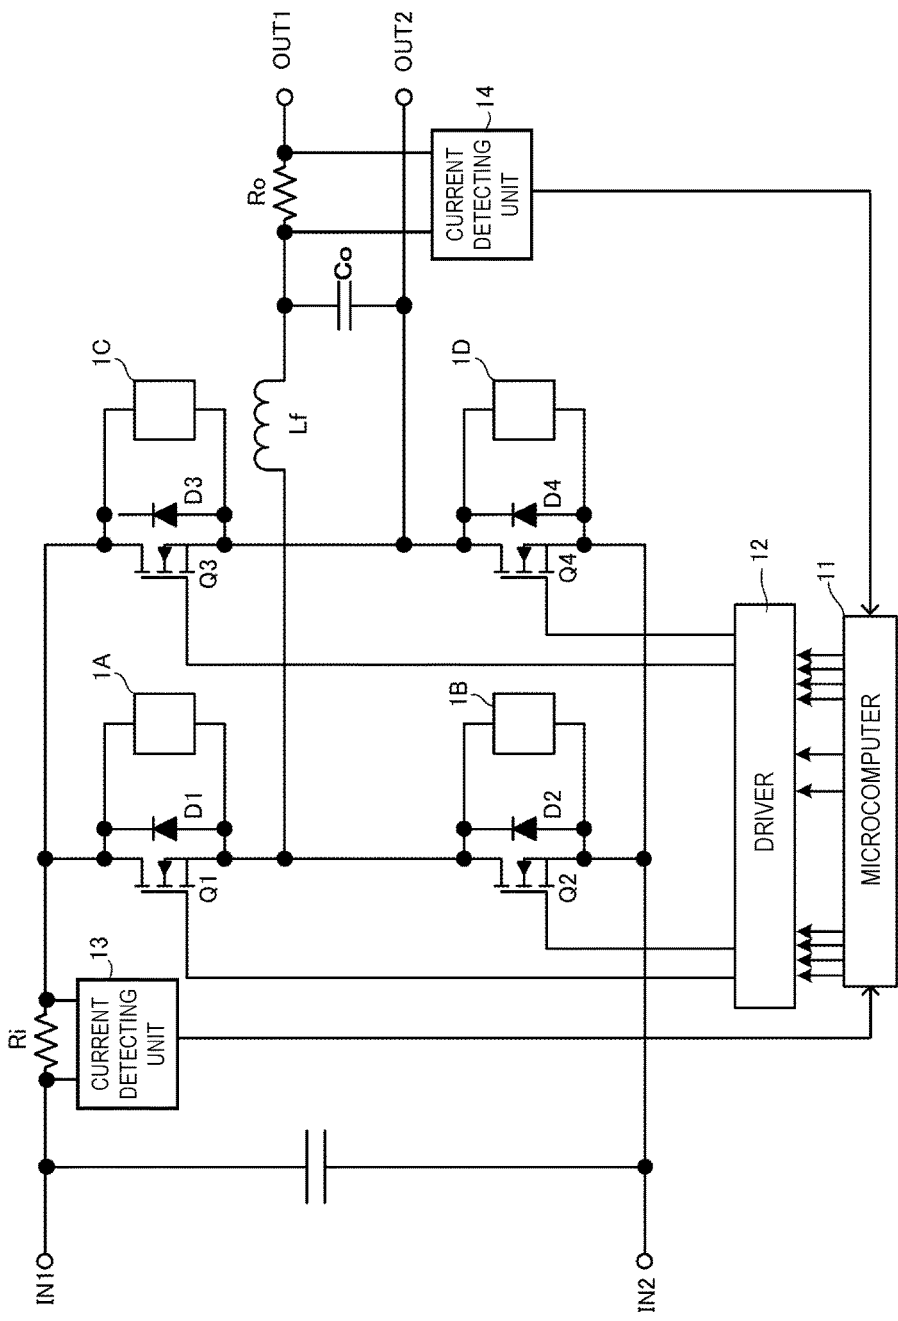 IN1
IN2
Ri
CURRENT
DETECTING
UNIT
13
Q1
D1
1A
Q2
D2
1B
Q3
D3
1C
Q4
D4
1D
Lf
Co
Ro
OUT1
OUT2
CURRENT
DETECTING
UNIT
14
DRIVER
12
MICROCOMPUTER
11